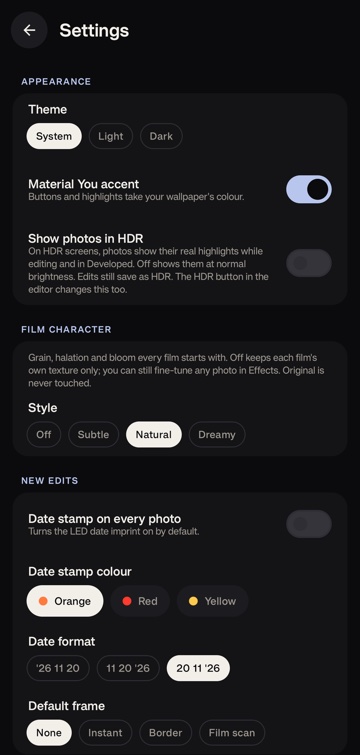 Settings
APPEARANCE
Theme
System Light Dark
Material You accent
Buttons and highlights take your wallpaper's colour.
Show photos in HDR
On HDR screens, photos show their real highlights while
editing and in Developed. Off shows them at normal
brightness. Edits still save as HDR. The HDR button in the
editor changes this too.
FILM CHARACTER
Grain, halation and bloom every film starts with. Off keeps each film's
own texture only; you can still fine-tune any photo in Effects. Original is
never touched.
Style
Off Subtle Natural Dreamy
NEW EDITS
Date stamp on every photo
Turns the LED date imprint on by default.
Date stamp colour
Orange Red Yellow
Date format
'26 11 20 11 20 '26 20 11 '26
Default frame
None Instant Border Film scan